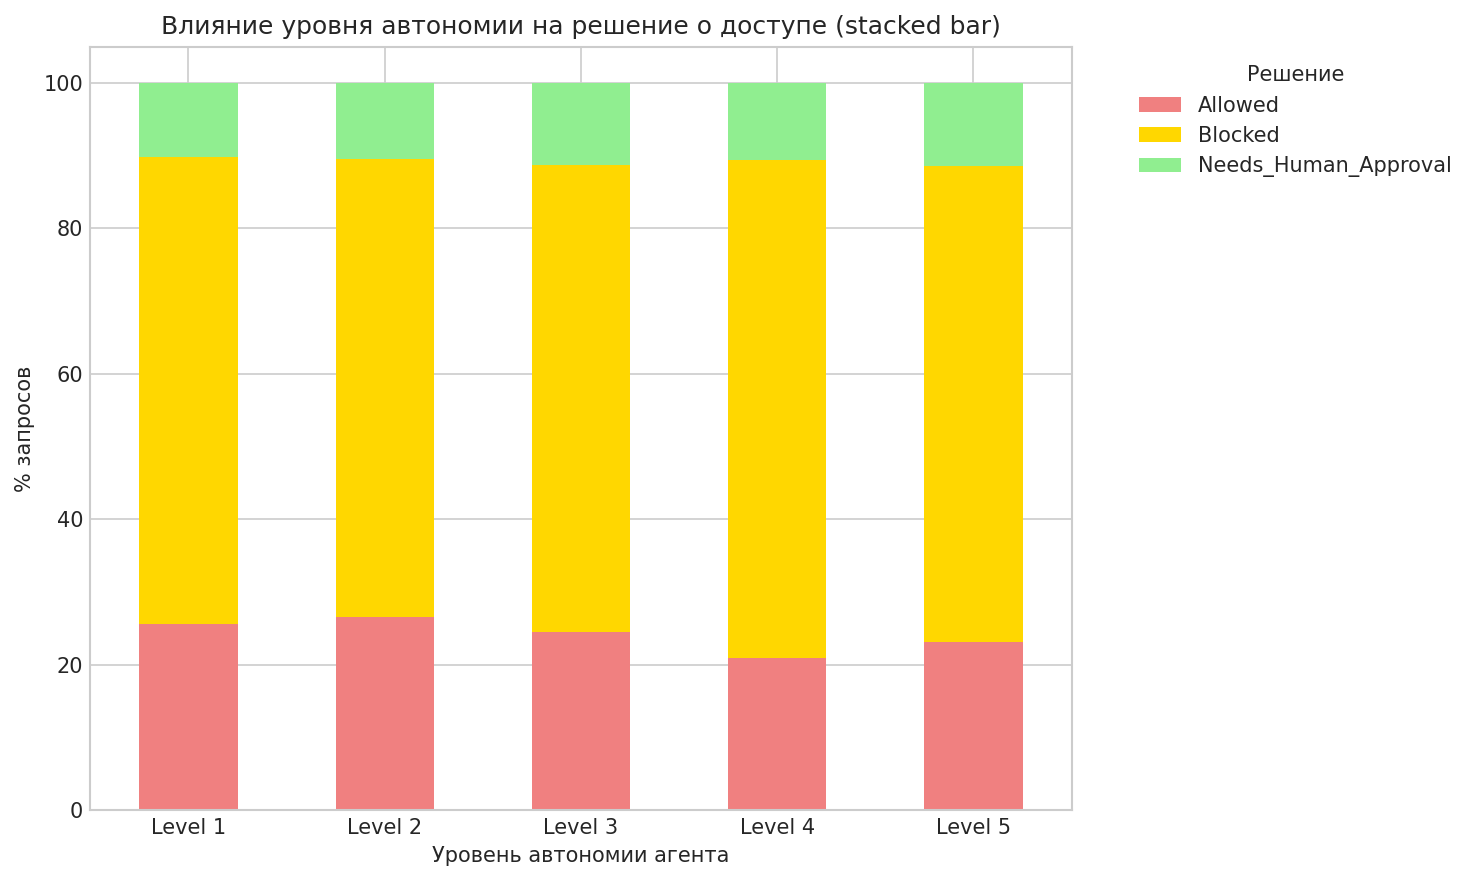 Влияние уровня автономии на решение о доступе (stacked bar)
Решение
Allowed
Blocked
Needs_Human_Approval
% запросов
100
80
60
40
20
0
Level 1
Level 2
Level 3
Level 4
Level 5
Уровень автономии агента